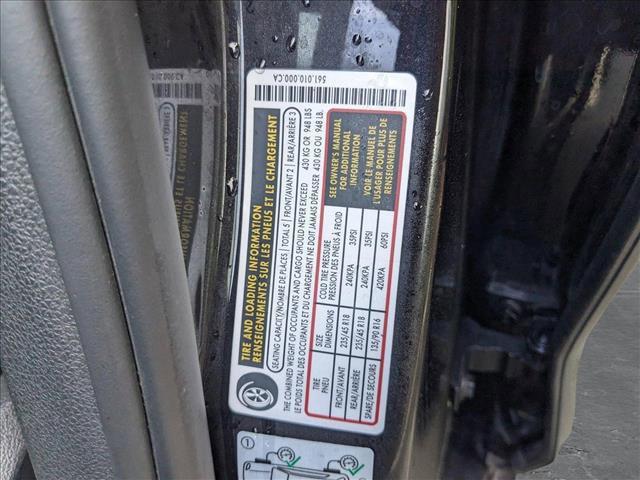 561.010.000.CA
TIRE AND LOADING INFORMATION
RENSEIGNEMENTS SUR LES PNEUS ET LE CHARGEMENT
SEATING CAPACITY/NOMBRE DE PLACES | TOTAL 5 | FRONT/AVANT 2 | REAR/ARRIÈRE 3
THE COMBINED WEIGHT OF OCCUPANTS AND CARGO SHOULD NEVER EXCEED 430 KG OR 948 LBS
LE POIDS TOTAL DES OCCUPANTS ET DU CHARGEMENT NE DOIT JAMAIS DÉPASSER 430 KG OU 948 LB.
TIRE SIZE COLD TIRE PRESSURE
PNEU DIMENSIONS PRESSION DES PNEUS À FROID
FRONT/AVANT 235/45 R18 240KPA 35PSI
REAR/ARRIÈRE 235/45 R18 240KPA 35PSI
SPARE/DE SECOURS 135/90 R16 420KPA 60PSI
SEE OWNER'S MANUAL
FOR ADDITIONAL
INFORMATION
VOIR LE MANUEL DE
L'USAGER POUR PLUS DE
RENSEIGNEMENTS
1